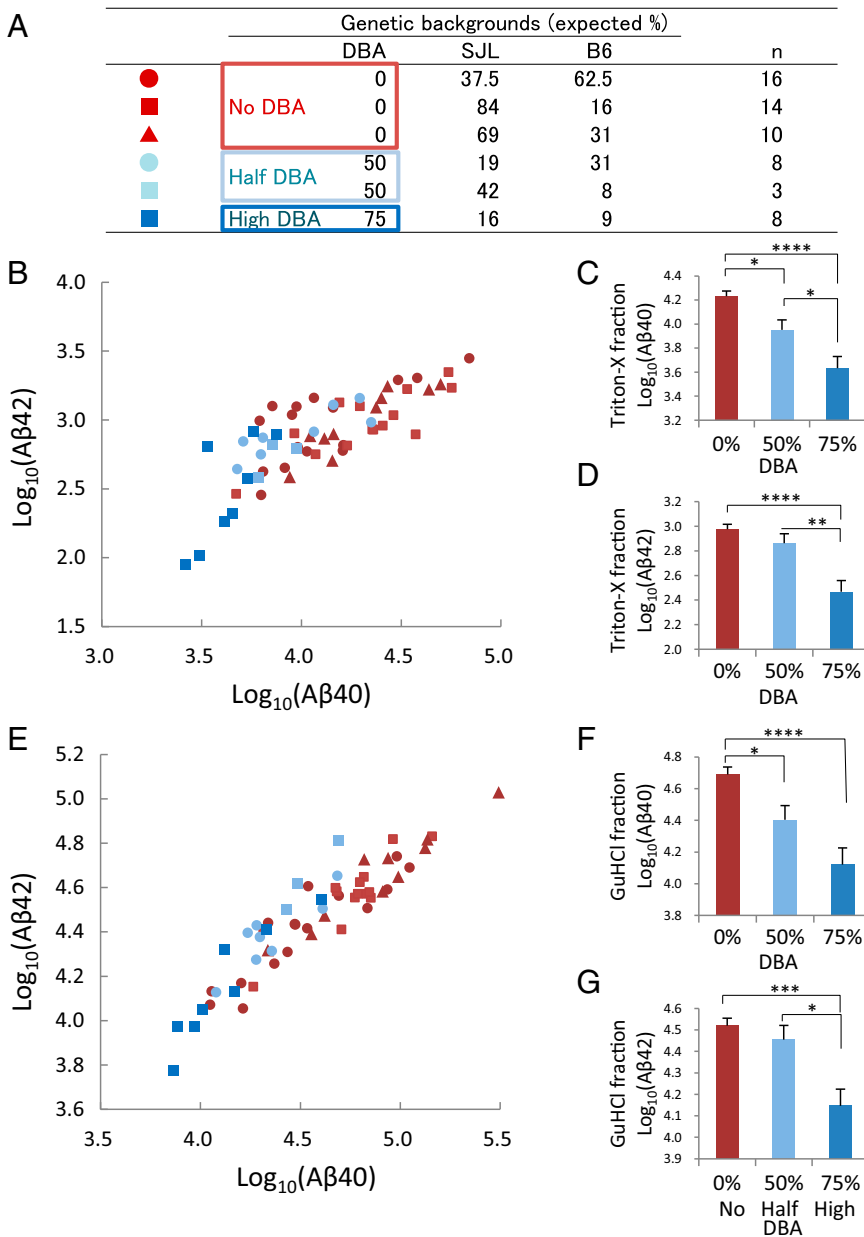 A
Genetic backgrounds (expected %)
DBA SJL B6 n
0 37.5 62.5 16
No DBA 0 84 16 14
0 69 31 10
50 19 31 8
Half DBA
50 42 8 3
High DBA 75 16 9 8
B
4.0
3.5
3.0
2.5
2.0
1.5
3.0 3.5 4.0 4.5 5.0
Log10(Aβ42)
Log10(Aβ40)
C
****
*
*
4.4
4.2
4.0
3.8
3.6
3.4
3.2
Triton-X fraction
Log10(Aβ40)
0% 50% 75%
DBA
D
****
**
3.2
3.0
2.8
2.6
2.4
2.2
2.0
Triton-X fraction
Log10(Aβ42)
0% 50% 75%
DBA
E
5.2
5.0
4.8
4.6
4.4
4.2
4.0
3.8
3.6
3.5 4.0 4.5 5.0 5.5
Log10(Aβ42)
Log10(Aβ40)
F
****
*
4.8
4.6
4.4
4.2
4.0
3.8
GuHCl fraction
Log10(Aβ40)
0% 50% 75%
DBA
G
***
*
4.6
4.5
4.4
4.3
4.2
4.1
4.0
3.9
GuHCl fraction
Log10(Aβ42)
0% 50% 75%
No Half High
DBA